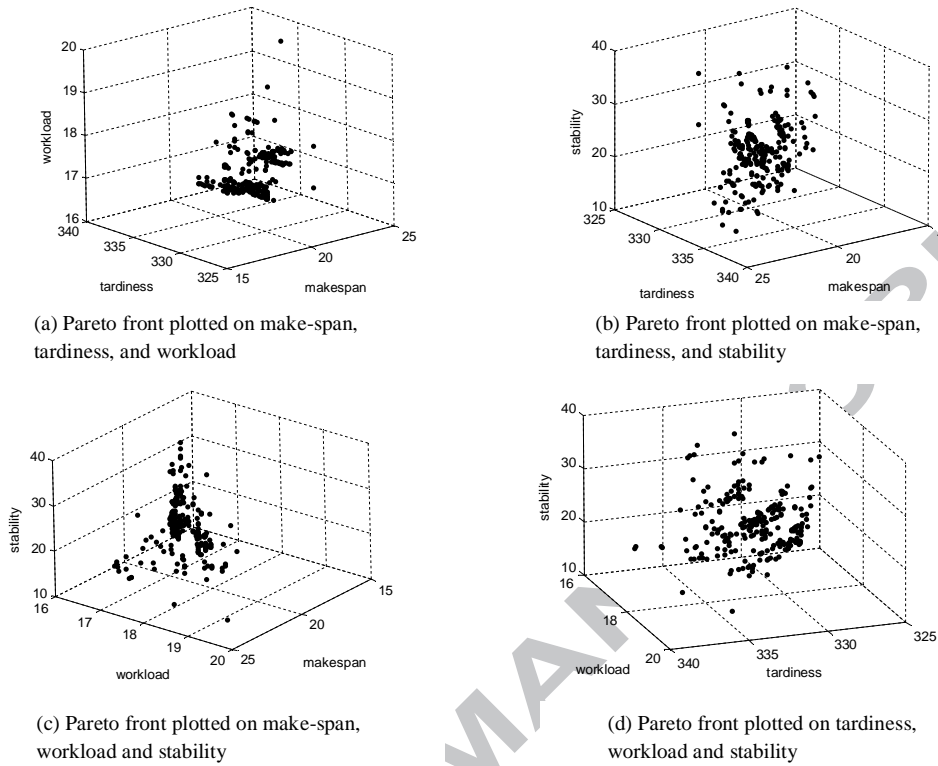 20
19
18
17
16
workload
340
335
330
325
tardiness
15
20
25
makespan
(a) Pareto front plotted on make-span,
tardiness, and workload
40
30
20
10
stability
325
330
335
340
tardiness
25
20
makespan
(b) Pareto front plotted on make-span,
tardiness, and stability
40
30
20
10
stability
16
17
18
19
20
workload
25
20
15
makespan
(c) Pareto front plotted on make-span,
workload and stability
40
30
20
10
stability
16
18
20
workload
340
335
330
325
tardiness
(d) Pareto front plotted on tardiness,
workload and stability
MAN